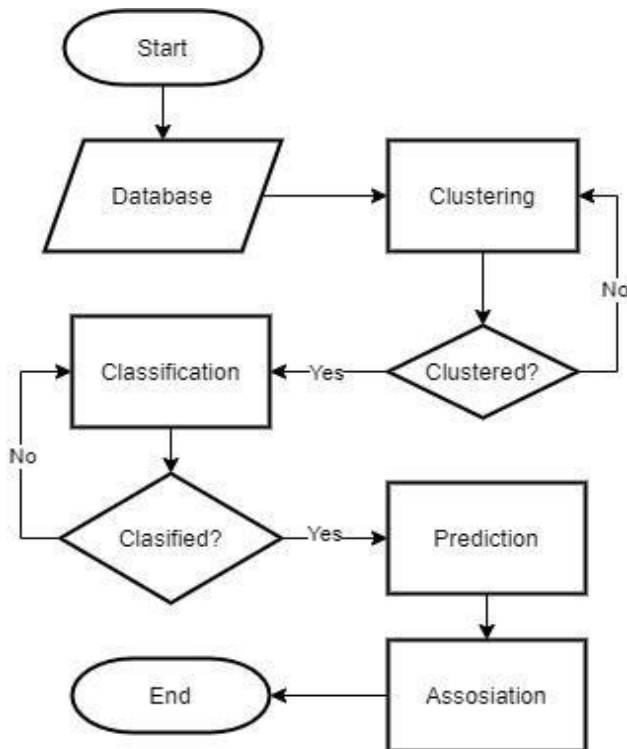 Start
Database
Clustering
No
Clustered?
Yes
Classification
No
Clasified?
Yes
Prediction
Assosiation
End